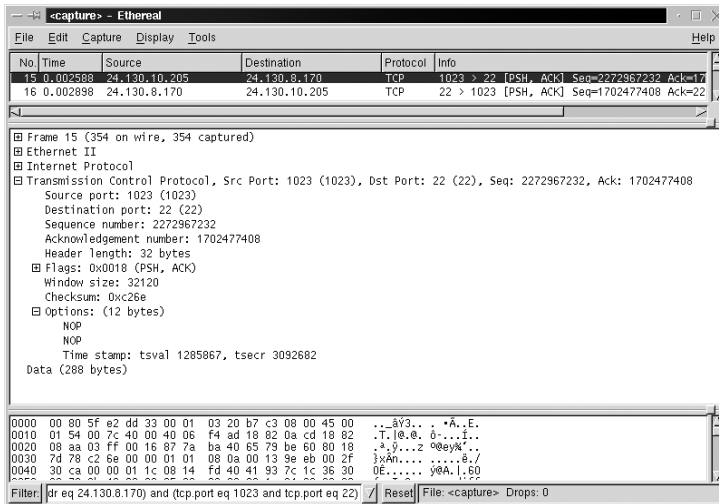 <capture> - Ethereal
File Edit Capture Display Tools Help
No. Time Source Destination Protocol Info
15 0.002588 24.130.10.205 24.130.8.170 TCP 1023 > 22 [PSH, ACK] Seq=2272967232 Ack=17
16 0.002898 24.130.8.170 24.130.10.205 TCP 22 > 1023 [PSH, ACK] Seq=1702477408 Ack=22
Frame 15 (354 on wire, 354 captured)
Ethernet II
Internet Protocol
Transmission Control Protocol, Src Port: 1023 (1023), Dst Port: 22 (22), Seq: 2272967232, Ack: 1702477408
Source port: 1023 (1023)
Destination port: 22 (22)
Sequence number: 2272967232
Acknowledgement number: 1702477408
Header length: 32 bytes
Flags: 0x0018 (PSH, ACK)
Window size: 32120
Checksum: 0xc26e
Options: (12 bytes)
NOP
NOP
Time stamp: tsval 1285867, tsecr 3092682
Data (288 bytes)
0000 00 80 5f e2 dd 33 00 01 03 20 b7 c3 08 00 45 00 .._âÝ3.. . •Ã..E.
0010 01 54 00 7c 40 00 40 06 f4 ad 18 82 0a cd 18 82 .T.|@.@. ô-...Í..
0020 08 aa 03 ff 00 16 87 7a ba 40 65 79 be 60 80 18 .ª.ÿ...z º@ey¾`..
0030 7d 78 c2 6e 00 00 01 01 08 0a 00 13 9e eb 00 2f }xÂn.... .....ë./
0040 30 ca 00 00 01 1c 08 14 fd 40 41 93 7c 1c 36 30 0Ê...... ý@A.|.60
Filter: dr eq 24.130.8.170) and (tcp.port eq 1023 and tcp.port eq 22) Reset File: <capture> Drops: 0